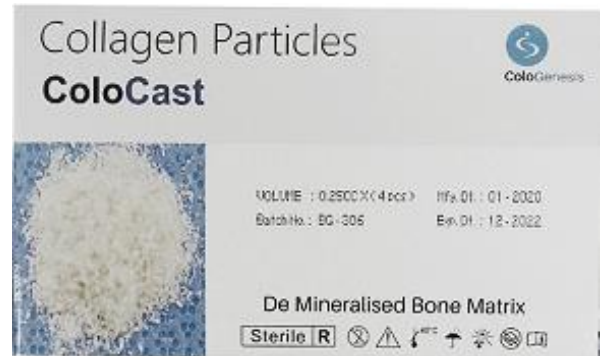 Collagen Particles
ColoCast
ColoGenesis
VOLUME : 0.25CC X ( 4 pcs ) Mfg. Dt. : 01 - 2020
Batch No. : BG - 306 Exp. Dt : 12 - 2022
De Mineralised Bone Matrix
Sterile R